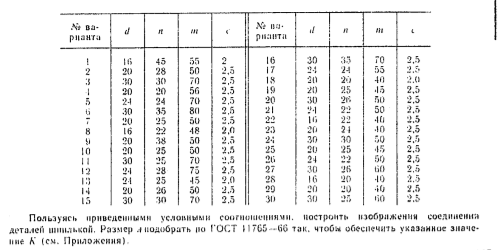 № ва-рианта d n m c № ва-рианта d n m c
1 16 45 55 2 16 30 35 70 2,5
2 20 28 50 2,5 17 24 24 55 2,5
3 30 30 70 2,5 18 20 20 40 2,0
4 20 20 56 2,5 19 20 25 45 2,5
5 24 24 70 2,5 20 30 26 50 2,5
6 30 35 80 2,5 21 24 22 50 2,5
7 20 25 50 2,5 22 16 22 40 2,5
8 16 22 48 2,0 23 20 24 40 2,5
9 20 38 50 2,5 24 30 30 50 2,5
10 20 25 50 2,5 25 20 25 45 2,5
11 30 25 70 2,5 26 24 22 50 2,5
12 24 28 75 2,5 27 30 26 60 2,5
13 24 25 45 2,0 28 16 20 40 2,5
14 20 26 50 2,5 29 20 20 40 2,5
15 30 30 70 2,5 30 30 25 60 2,5
Пользуясь приведенными условными соотношениями, построить изображения соединения
деталей шпилькой. Размер подобрать по ГОСТ 11765—66 так, чтобы обеспечить указанное значе-
ние K (см. Приложения).